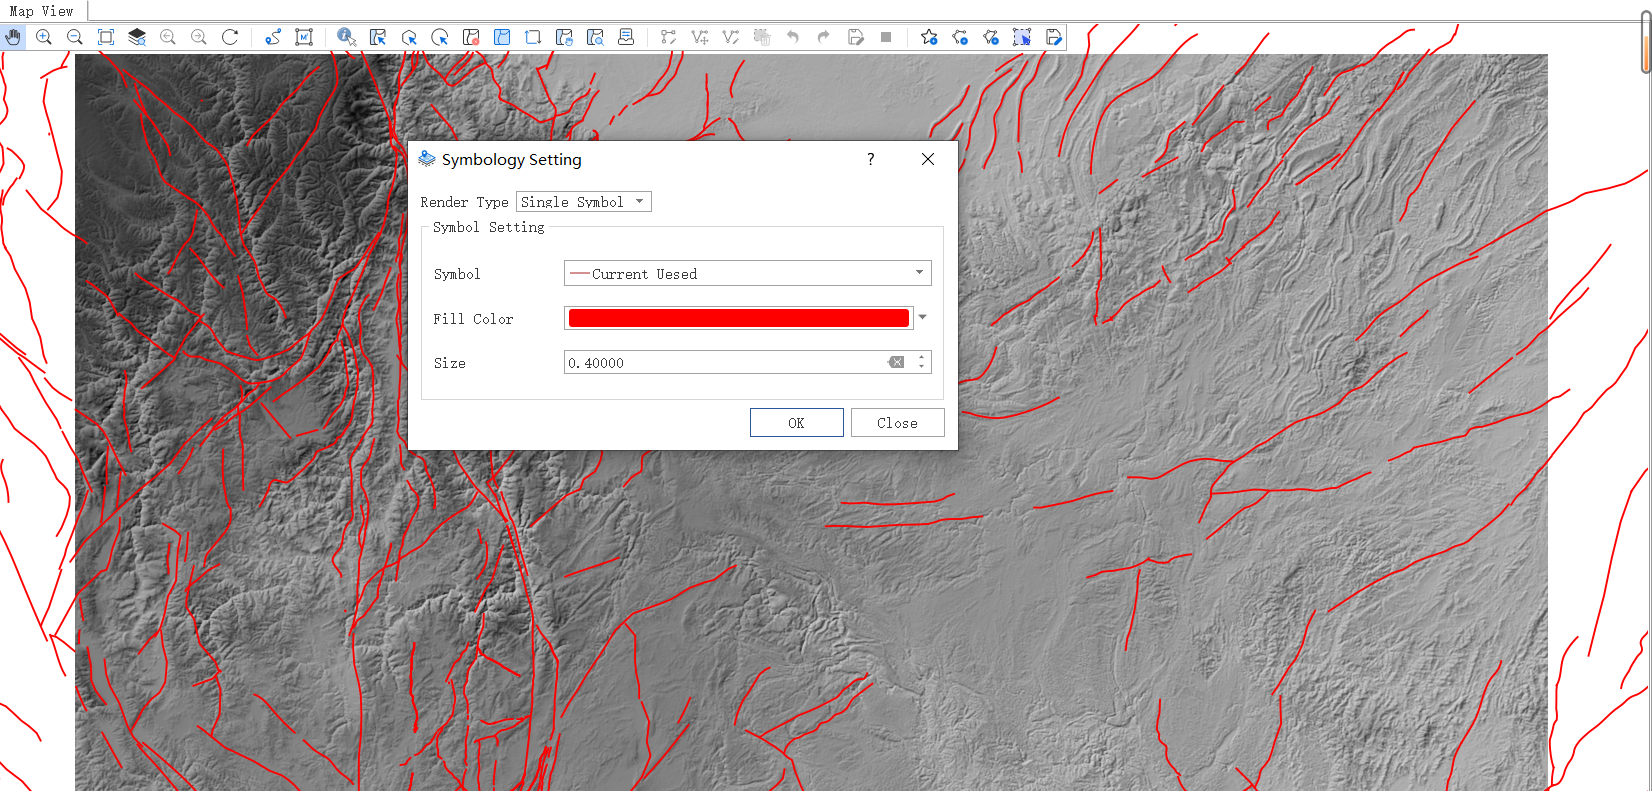 Map View
Symbology Setting
?
Render Type Single Symbol
Symbol Setting
Symbol Current Uesed
Fill Color
Size 0.40000
OK Close